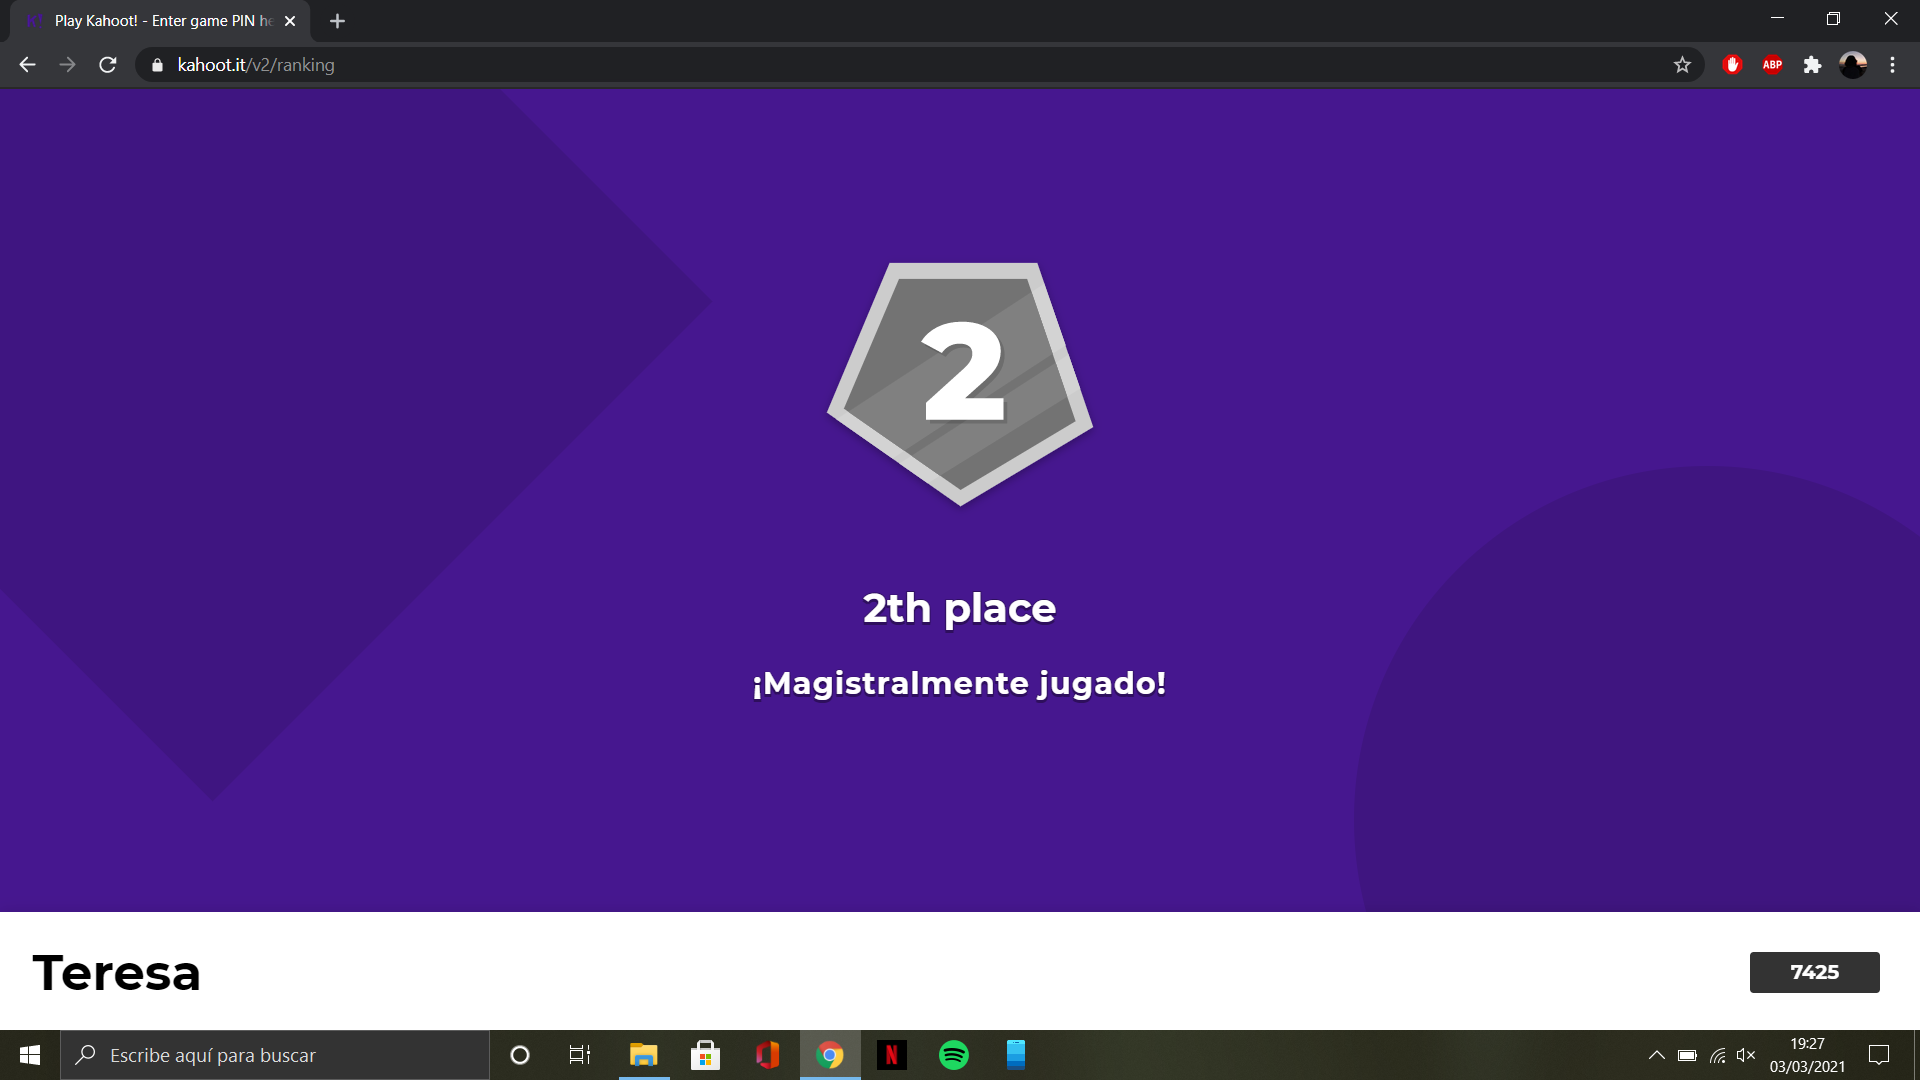 Play Kahoot! - Enter game PIN he
kahoot.it/v2/ranking
ABP
2
2th place
¡Magistralmente jugado!
Teresa
7425
Escribe aquí para buscar
N
19:27
03/03/2021